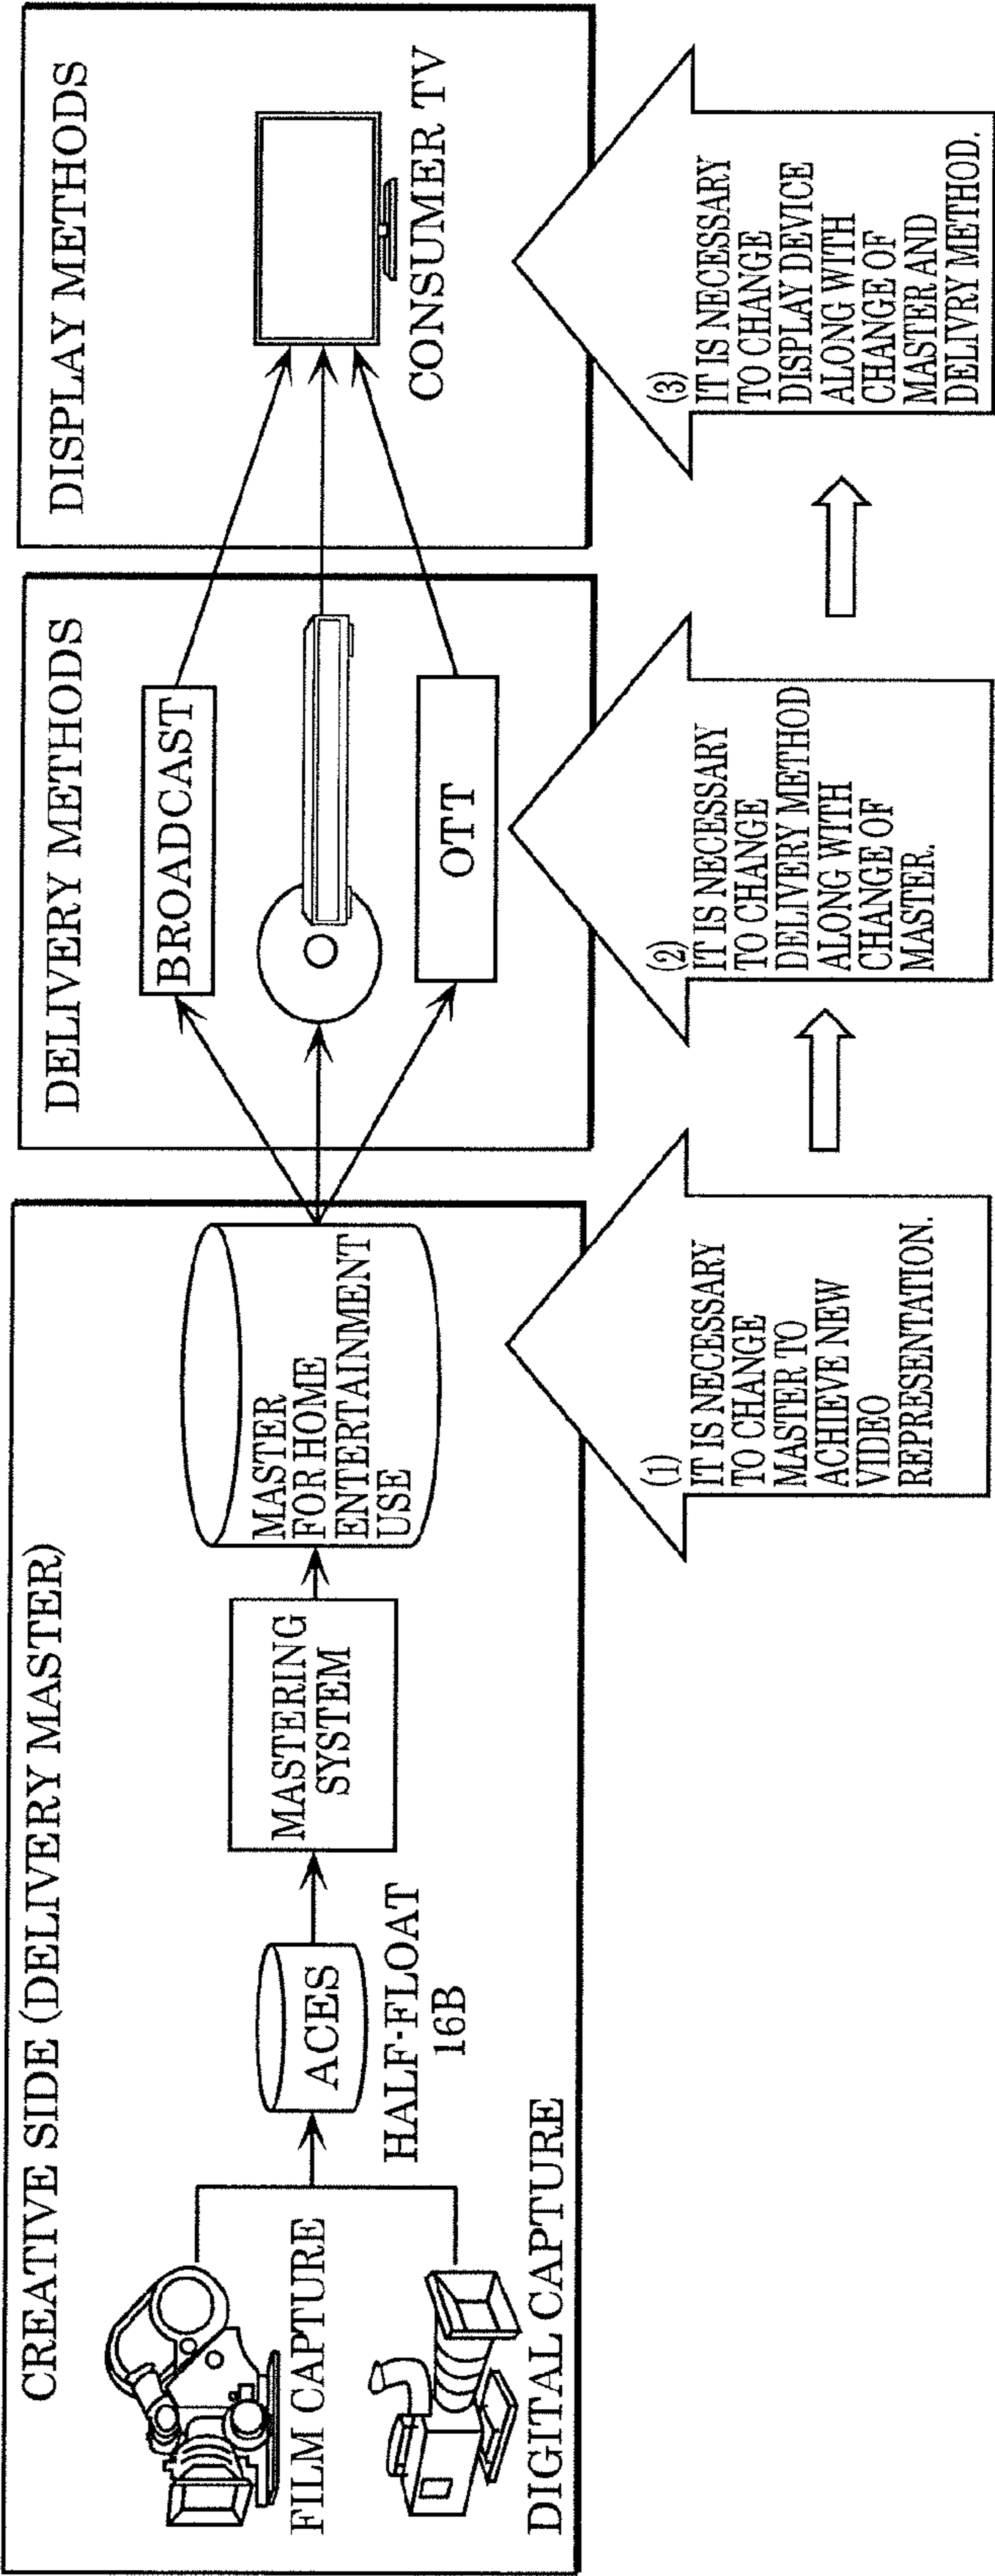 CREATIVE SIDE (DELIVERY MASTER)
FILM CAPTURE
DIGITAL CAPTURE
ACES
HALF-FLOAT
16B
MASTERING
SYSTEM
MASTER
FOR HOME
ENTERTAINMENT
USE
DELIVERY METHODS
BROADCAST
OTT
DISPLAY METHODS
CONSUMER TV
(1)
IT IS NECESSARY
TO CHANGE
MASTER TO
ACHIEVE NEW
VIDEO
REPRESENTATION.
(2)
IT IS NECESSARY
TO CHANGE
DELIVERY METHOD
ALONG WITH
CHANGE OF
MASTER.
(3)
IT IS NECESSARY
TO CHANGE
DISPLAY DEVICE
ALONG WITH
CHANGE OF
MASTER AND
DELIVRY METHOD.